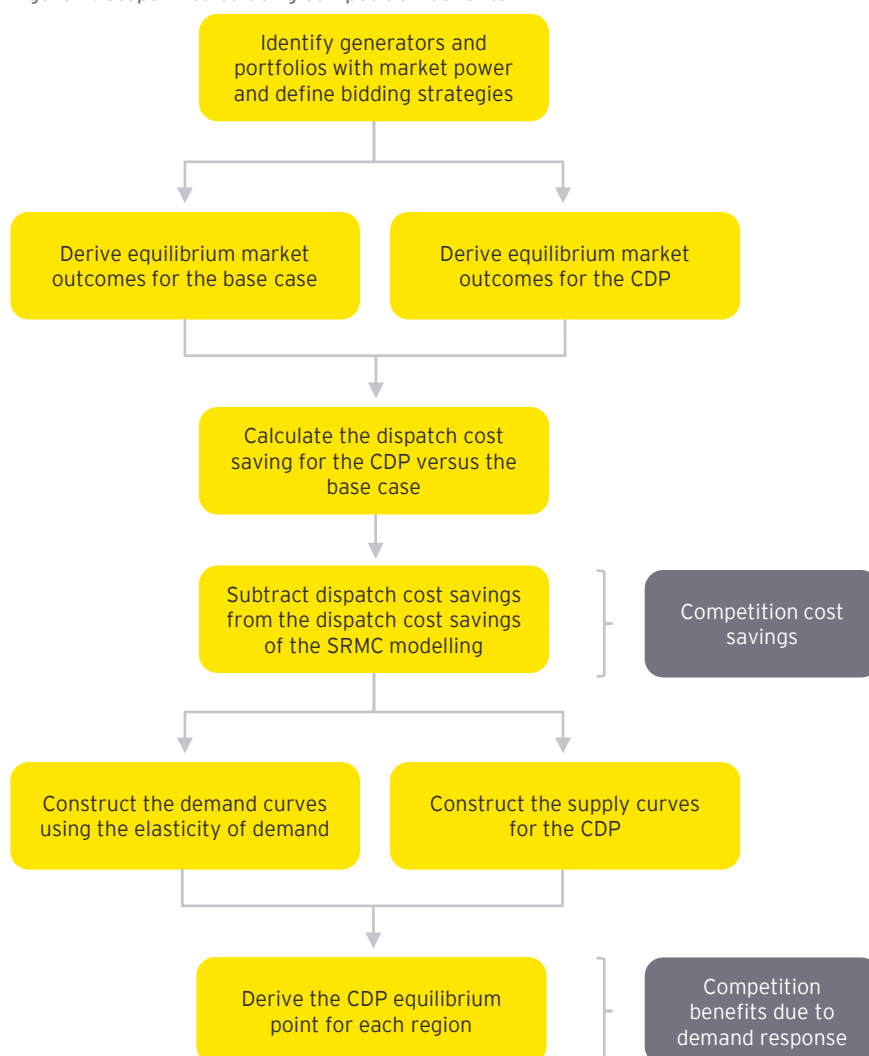 Identify generators and
portfolios with market power
and define bidding strategies
Derive equilibrium market
outcomes for the base case
Derive equilibrium market
outcomes for the CDP
Calculate the dispatch cost
saving for the CDP versus the
base case
Subtract dispatch cost savings
from the dispatch cost savings
of the SRMC modelling
Competition cost
savings
Construct the demand curves
using the elasticity of demand
Construct the supply curves
for the CDP
Derive the CDP equilibrium
point for each region
Competition
benefits due to
demand response